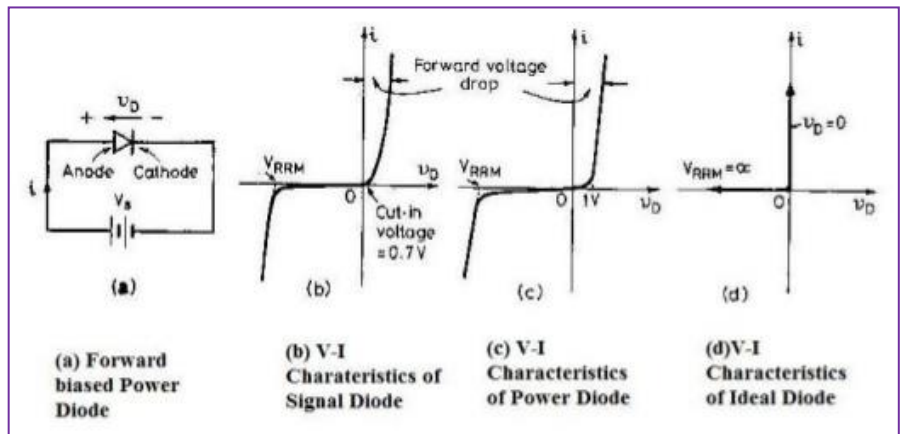 + υD −
Anode
Cathode
i
Vs
(a)
i
Forward voltage
drop
VRRM
υD
0
Cut-in
voltage
=0.7V
(b)
i
VRRM
0
1V
υD
(c)
i
υD=0
VRRM=∝
0
υD
(d)
(a) Forward
biased Power
Diode
(b) V-I
Charateristics of
Signal Diode
(c) V-I
Characteristics
of Power Diode
(d)V-I
Characteristics
of Ideal Diode